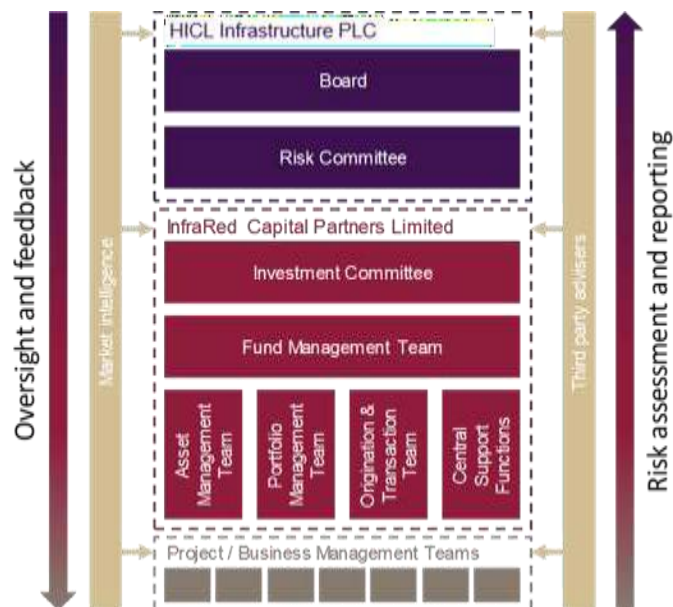 HICL Infrastructure PLC
Board
Risk Committee
InfraRed Capital Partners Limited
Investment Committee
Fund Management Team
Asset
Management
Team
Portfolio
Management
Team
Origination &
Transaction
Team
Central
Support
Functions
Project / Business Management Teams
Oversight and feedback
Market Intelligence
Third party advisers
Risk assessment and reporting